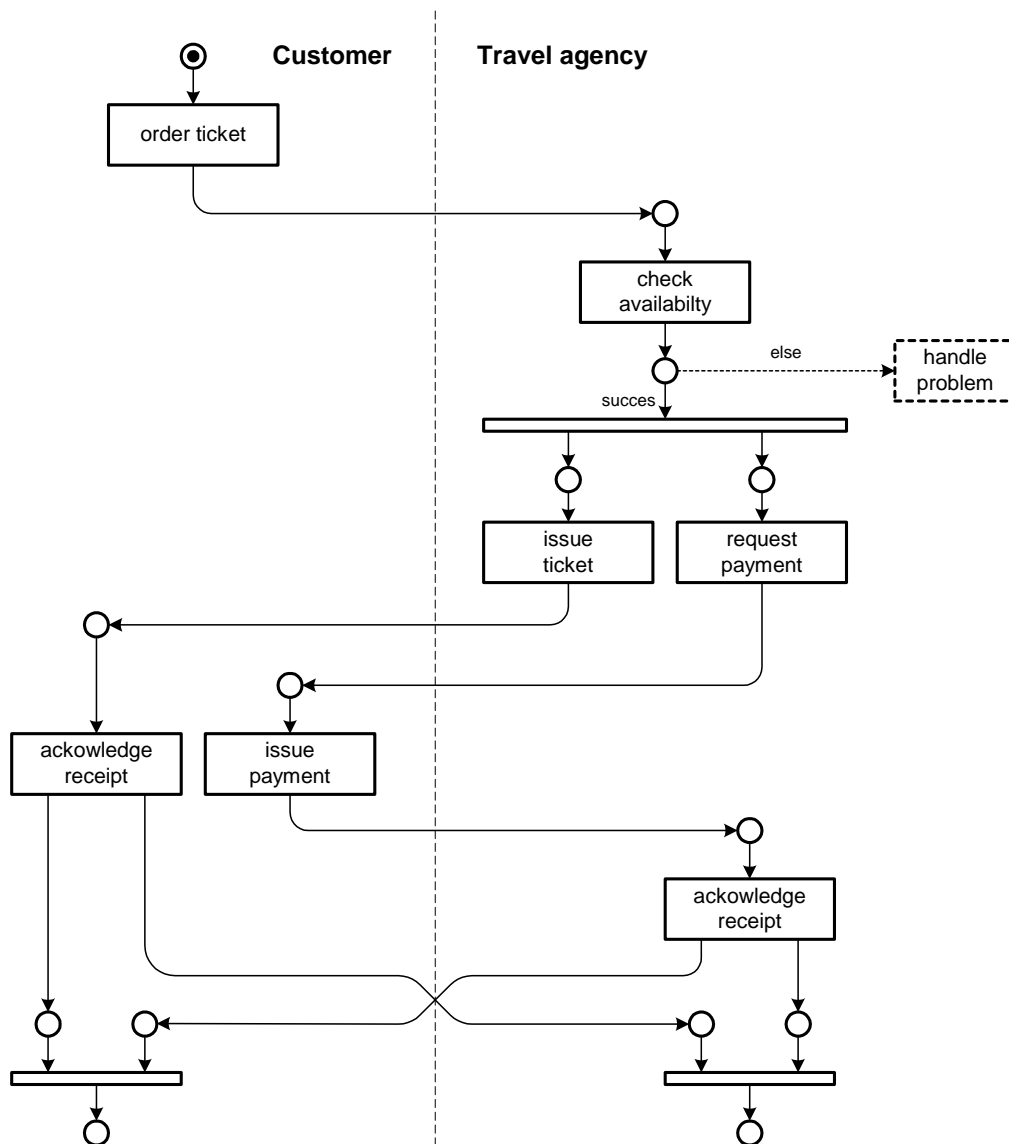 Customer
Travel agency
order ticket
check
availabilty
else
handle
problem
succes
issue
ticket
request
payment
ackowledge
receipt
issue
payment
ackowledge
receipt